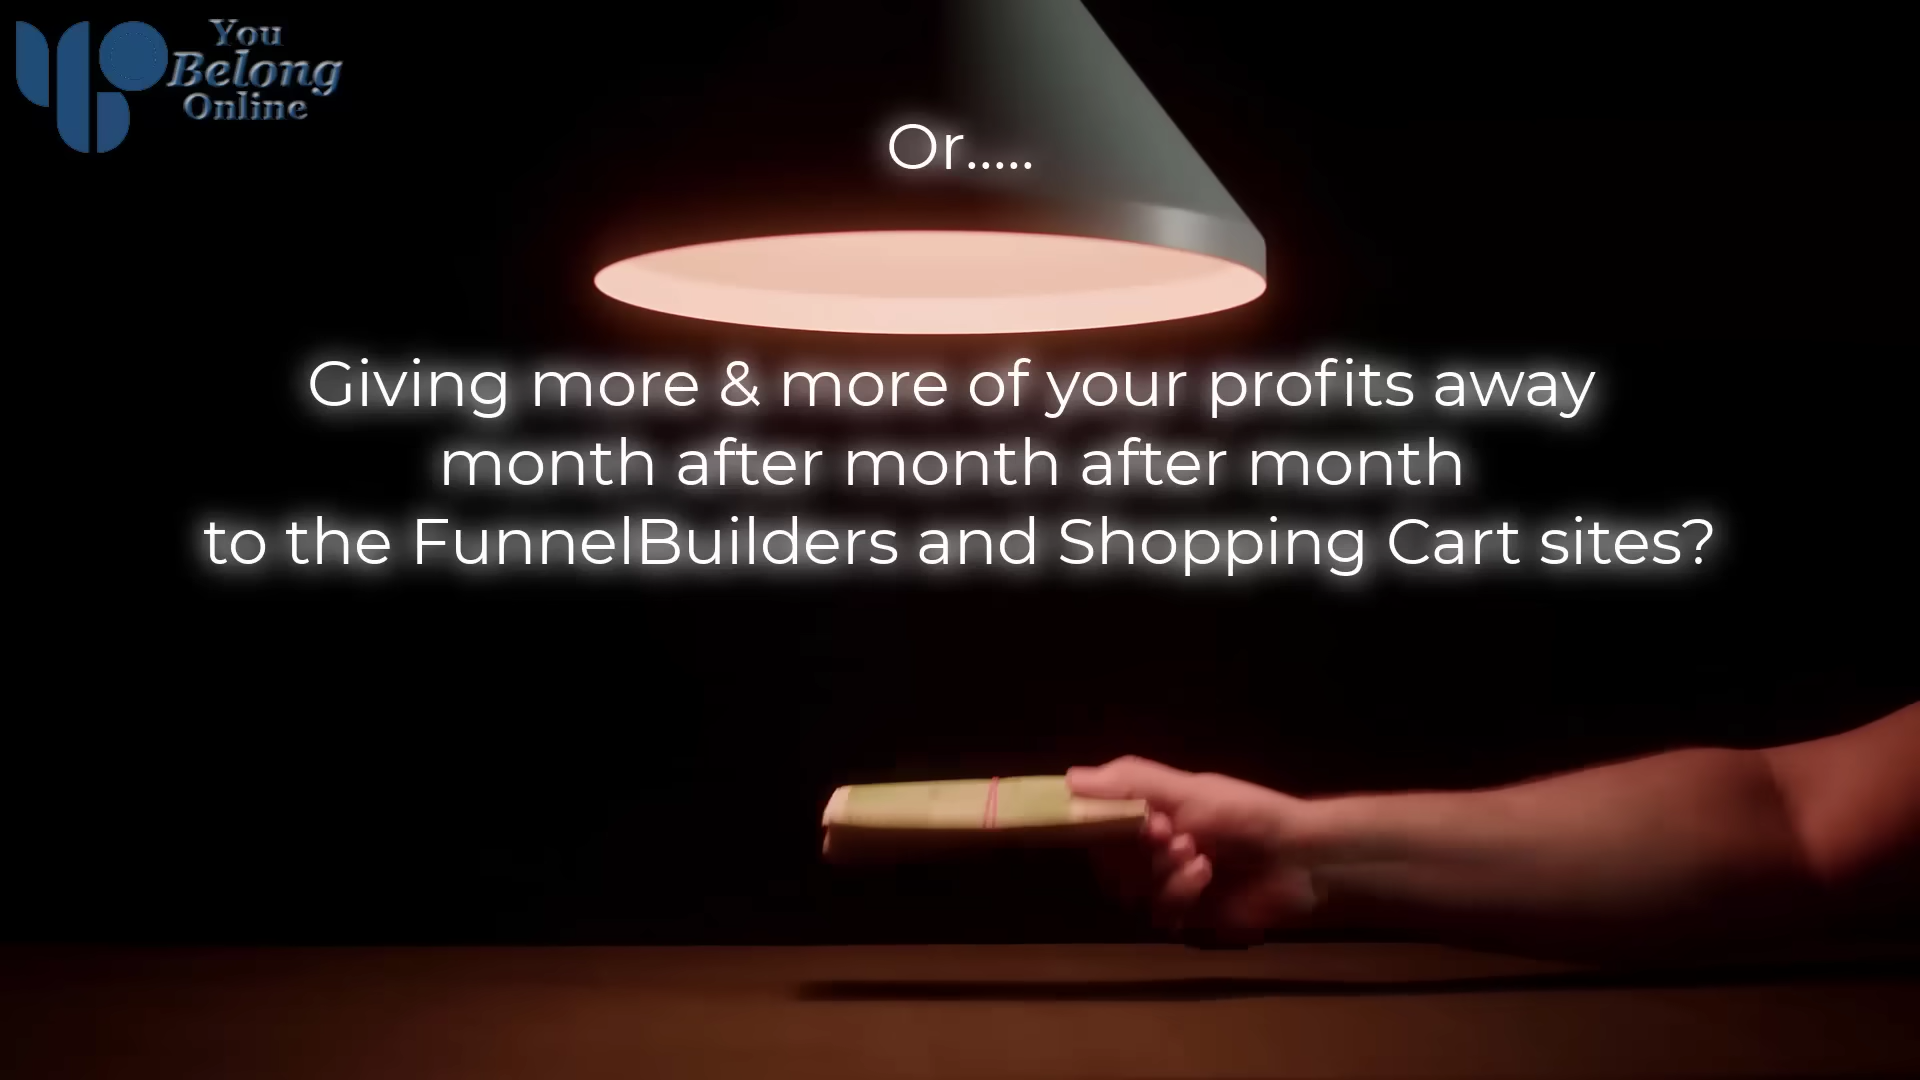 You
Belong
Online
Or.....
Giving more & more of your profits away
month after month after month
to the FunnelBuilders and Shopping Cart sites?